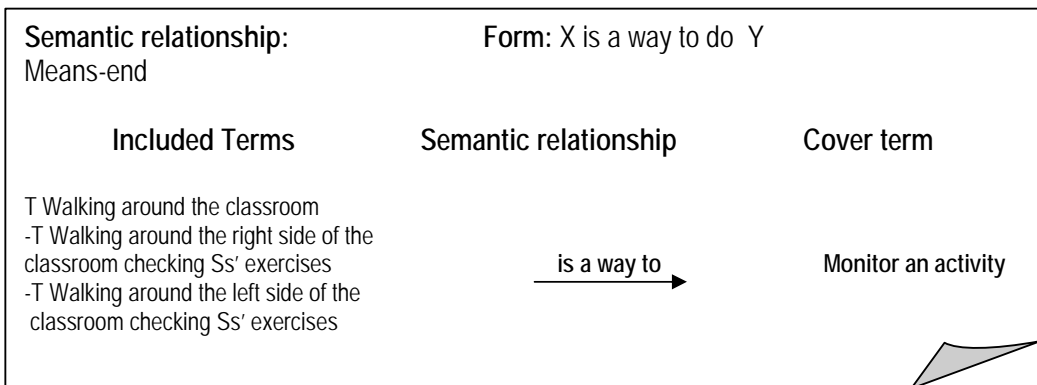 Semantic relationship: Form: X is a way to do Y
Means-end
Included Terms Semantic relationship Cover term
T Walking around the classroom
-T Walking around the right side of the
classroom checking Ss’ exercises
-T Walking around the left side of the
classroom checking Ss’ exercises
is a way to
Monitor an activity